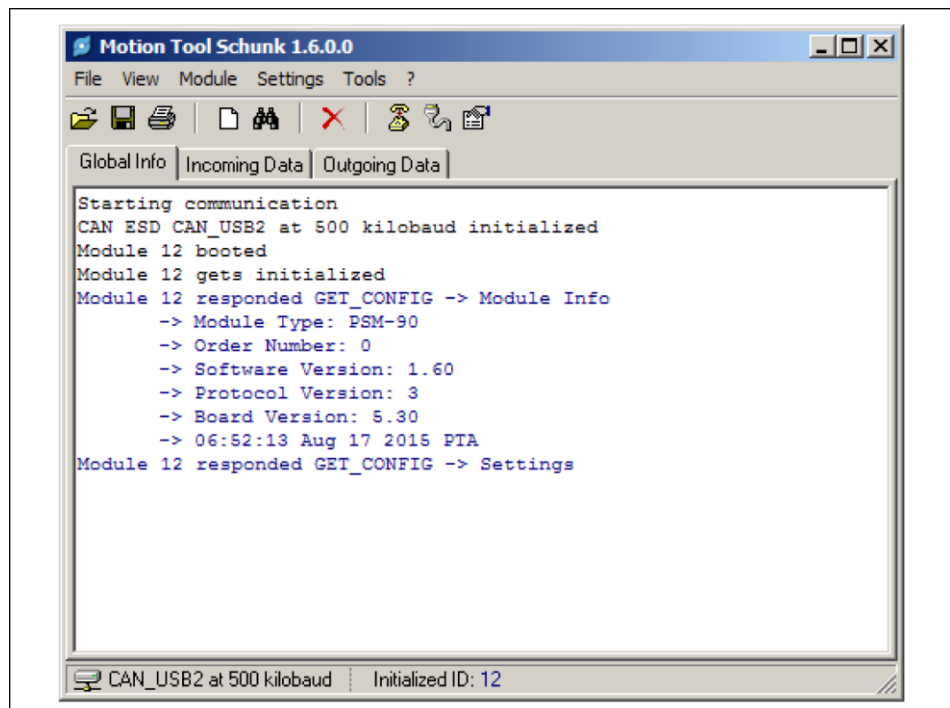 Motion Tool Schunk 1.6.0.0
File View Module Settings Tools ?
Global Info Incoming Data Outgoing Data
Starting communication
CAN ESD CAN_USB2 at 500 kilobaud initialized
Module 12 booted
Module 12 gets initialized
Module 12 responded GET_CONFIG -> Module Info
-> Module Type: PSM-90
-> Order Number: 0
-> Software Version: 1.60
-> Protocol Version: 3
-> Board Version: 5.30
-> 06:52:13 Aug 17 2015 PTA
Module 12 responded GET_CONFIG -> Settings
CAN_USB2 at 500 kilobaud Initialized ID: 12